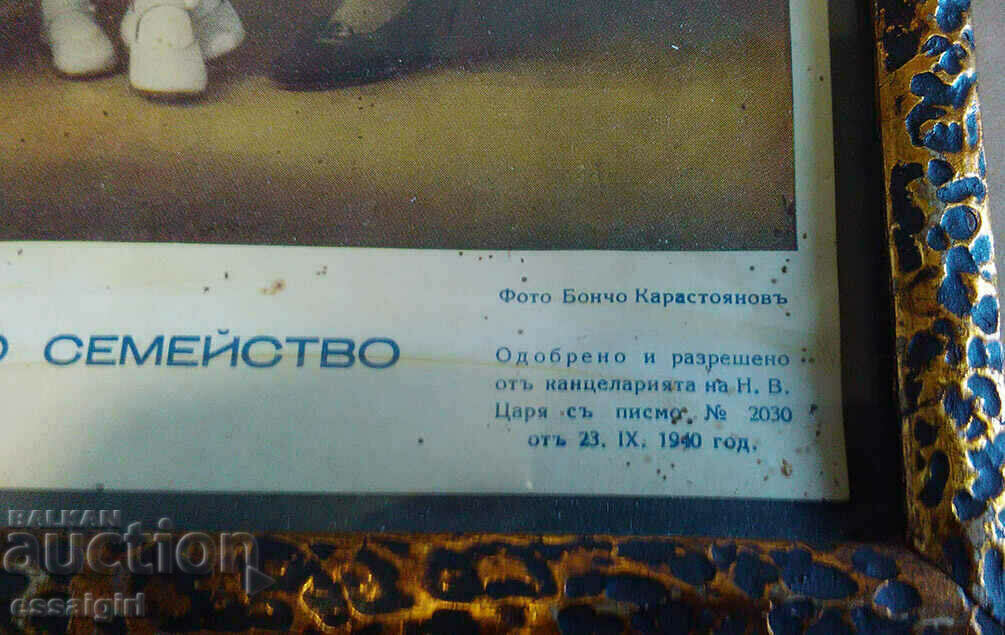 Фото Бончо Карастояновъ
О СЕМЕЙСТВО
Одобрено и разрешено
отъ канцеларията на Н. В.
Царя съ писмо № 2030
отъ 23. IX. 1940 год.
BALKAN
auction
essaigirl